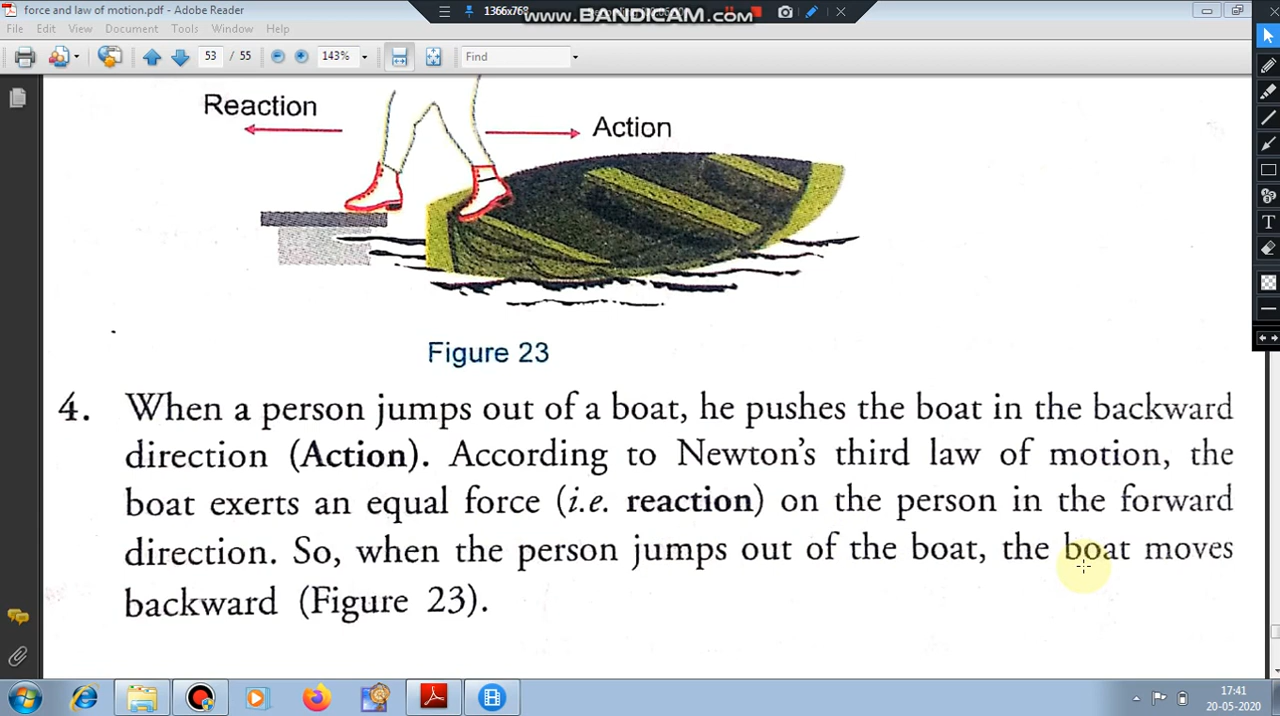 force and law of motion.pdf - Adobe Reader
1366x768
www.BANDICAM.com
File Edit View Document Tools Window Help
53 / 55 143% Find
Reaction
Action
Figure 23
4. When a person jumps out of a boat, he pushes the boat in the backward
direction (Action). According to Newton's third law of motion, the
boat exerts an equal force (i.e. reaction) on the person in the forward
direction. So, when the person jumps out of the boat, the boat moves
backward (Figure 23).
17:41
20-05-2020